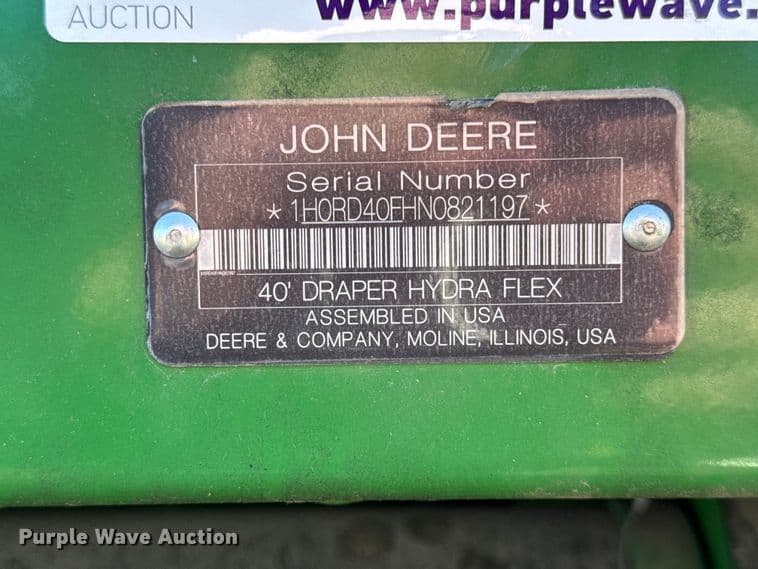 AUCTION
www.purplewave.
JOHN DEERE
Serial Number
*1H0RD40FHN0821197*
40' DRAPER HYDRA FLEX
ASSEMBLED IN USA
DEERE & COMPANY, MOLINE, ILLINOIS, USA
Purple Wave Auction